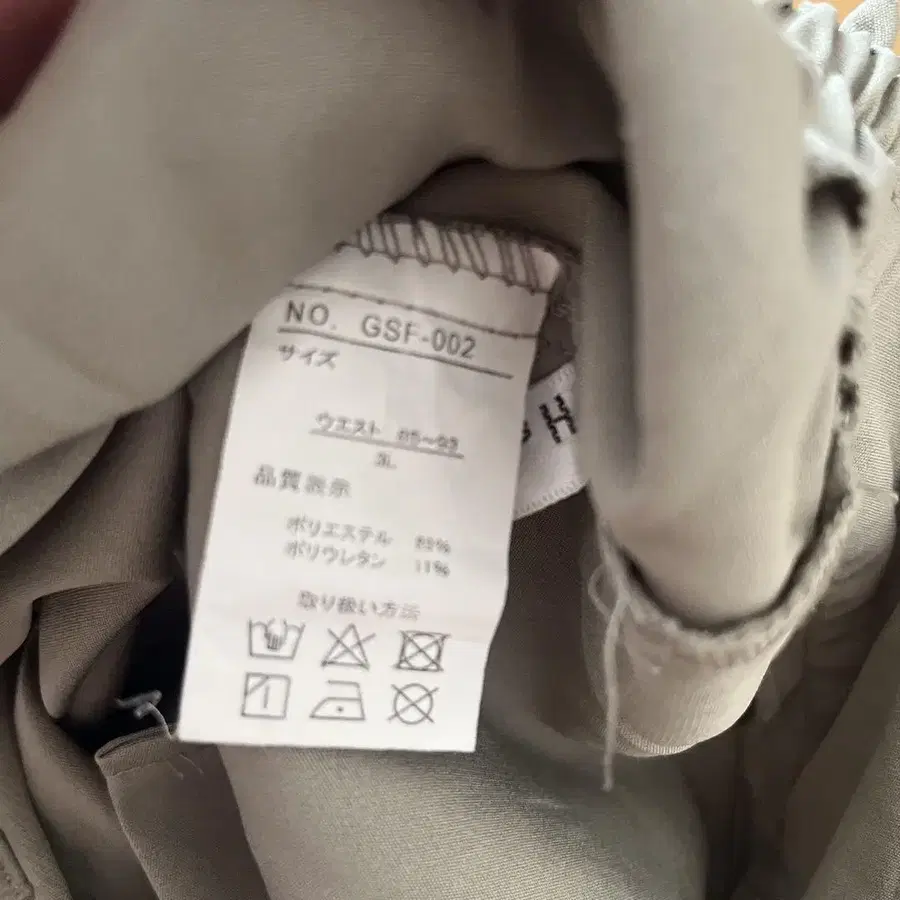 NO. GSF-002
サイズ
ウエスト
3L
品質表示
ポリエステル
ポリウレタン 11%
取り扱い方法
H